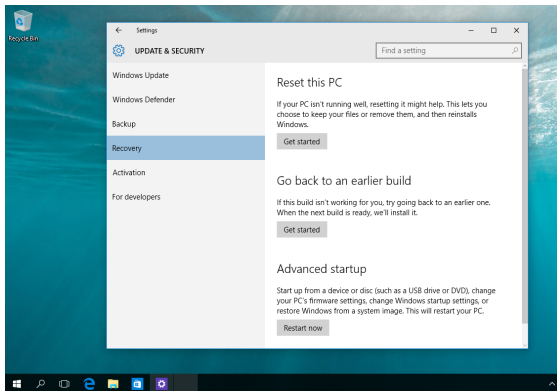 Recycle Bin
Settings
UPDATE & SECURITY
Find a setting
Windows Update
Windows Defender
Backup
Recovery
Activation
For developers
Reset this PC
If your PC isn't running well, resetting it might help. This lets you
choose to keep your files or remove them, and then reinstalls
Windows.
Get started
Go back to an earlier build
If this build isn't working for you, try going back to an earlier one.
When the next build is ready, we'll install it.
Get started
Advanced startup
Start up from a device or disc (such as a USB drive or DVD), change
your PC's firmware settings, change Windows startup settings, or
restore Windows from a system image. This will restart your PC.
Restart now